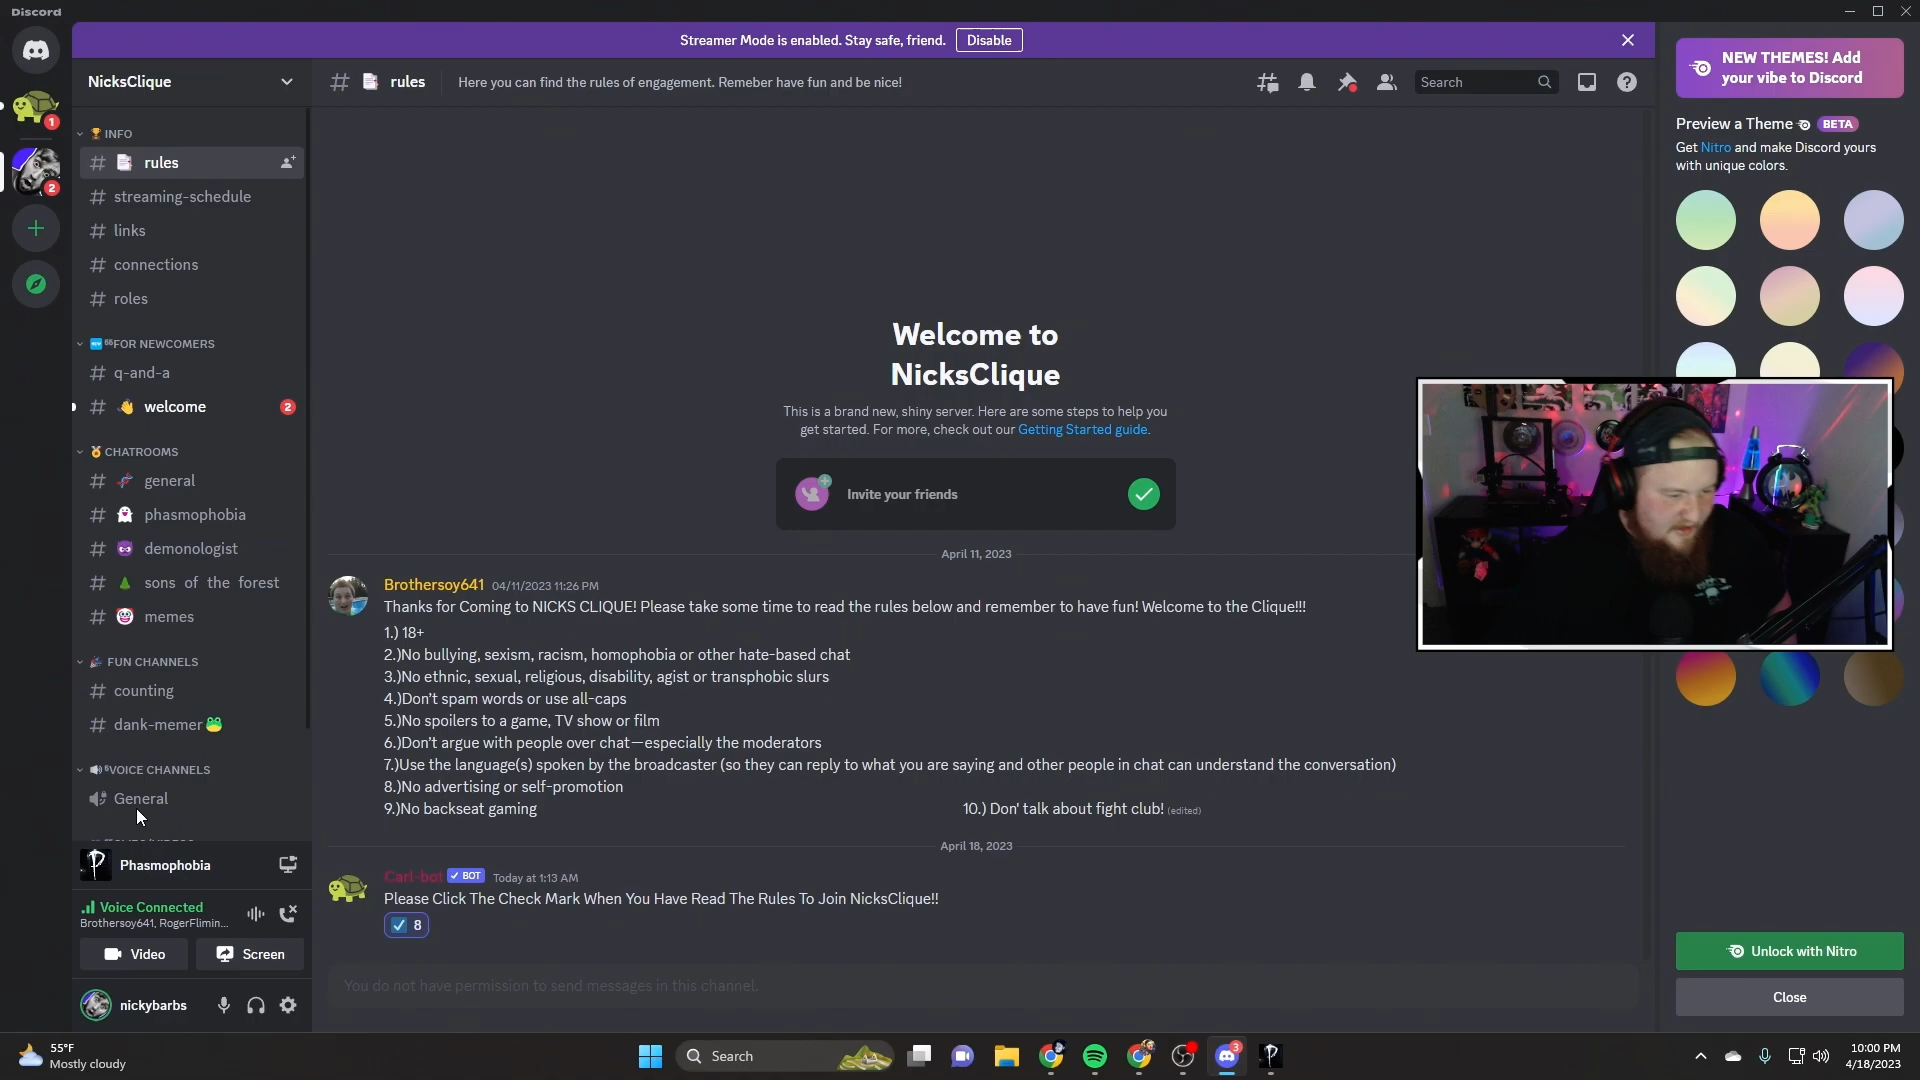 Discord
Streamer Mode is enabled. Stay safe, friend.
Disable
NicksClique
rules
Here you can find the rules of engagement. Remeber have fun and be nice!
Search
NEW THEMES! Add
your vibe to Discord
Preview a Theme
BETA
Get Nitro and make Discord yours
with unique colors.
1
2
INFO
rules
streaming-schedule
links
connections
roles
FOR NEWCOMERS
q-and-a
welcome
2
CHATROOMS
general
phasmophobia
demonologist
sons of the forest
memes
FUN CHANNELS
counting
dank-memer
VOICE CHANNELS
General
Phasmophobia
Voice Connected
Brothersoy641, RogerFlimin...
Video
Screen
nickybarbs
Welcome to
NicksClique
This is a brand new, shiny server. Here are some steps to help you
get started. For more, check out our Getting Started guide.
Invite your friends
April 11, 2023
Brothersoy641 04/11/2023 11:26 PM
Thanks for Coming to NICKS CLIQUE! Please take some time to read the rules below and remember to have fun! Welcome to the Clique!!!
1.) 18+
2.)No bullying, sexism, racism, homophobia or other hate-based chat
3.)No ethnic, sexual, religious, disability, agist or transphobic slurs
4.)Don't spam words or use all-caps
5.)No spoilers to a game, TV show or film
6.)Don't argue with people over chat—especially the moderators
7.)Use the language(s) spoken by the broadcaster (so they can reply to what you are saying and other people in chat can understand the conversation)
8.)No advertising or self-promotion
9.)No backseat gaming 10.) Don' talk about fight club! (edited)
April 18, 2023
Carl-bot BOT Today at 1:13 AM
Please Click The Check Mark When You Have Read The Rules To Join NicksClique!!
8
You do not have permission to send messages in this channel.
Unlock with Nitro
Close
55°F
Mostly cloudy
Search
3
10:00 PM
4/18/2023